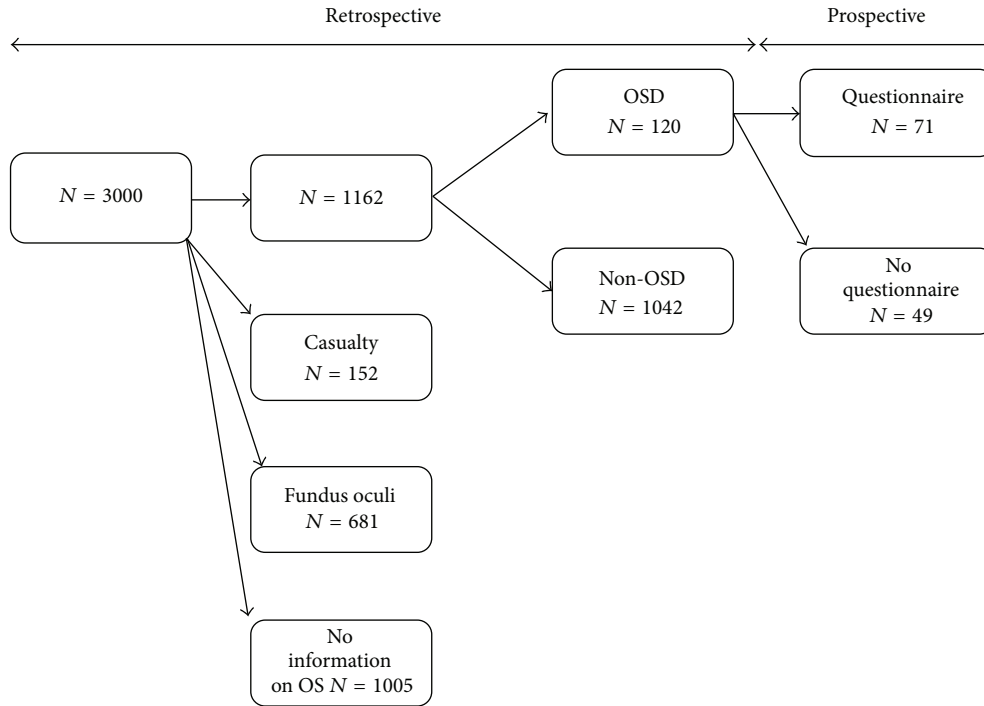 Retrospective
Prospective
OSD
N = 120
Questionnaire
N = 71
N = 3000
N = 1162
Non-OSD
N = 1042
No
questionnaire
N = 49
Casualty
N = 152
Fundus oculi
N = 681
No
information
on OS N = 1005